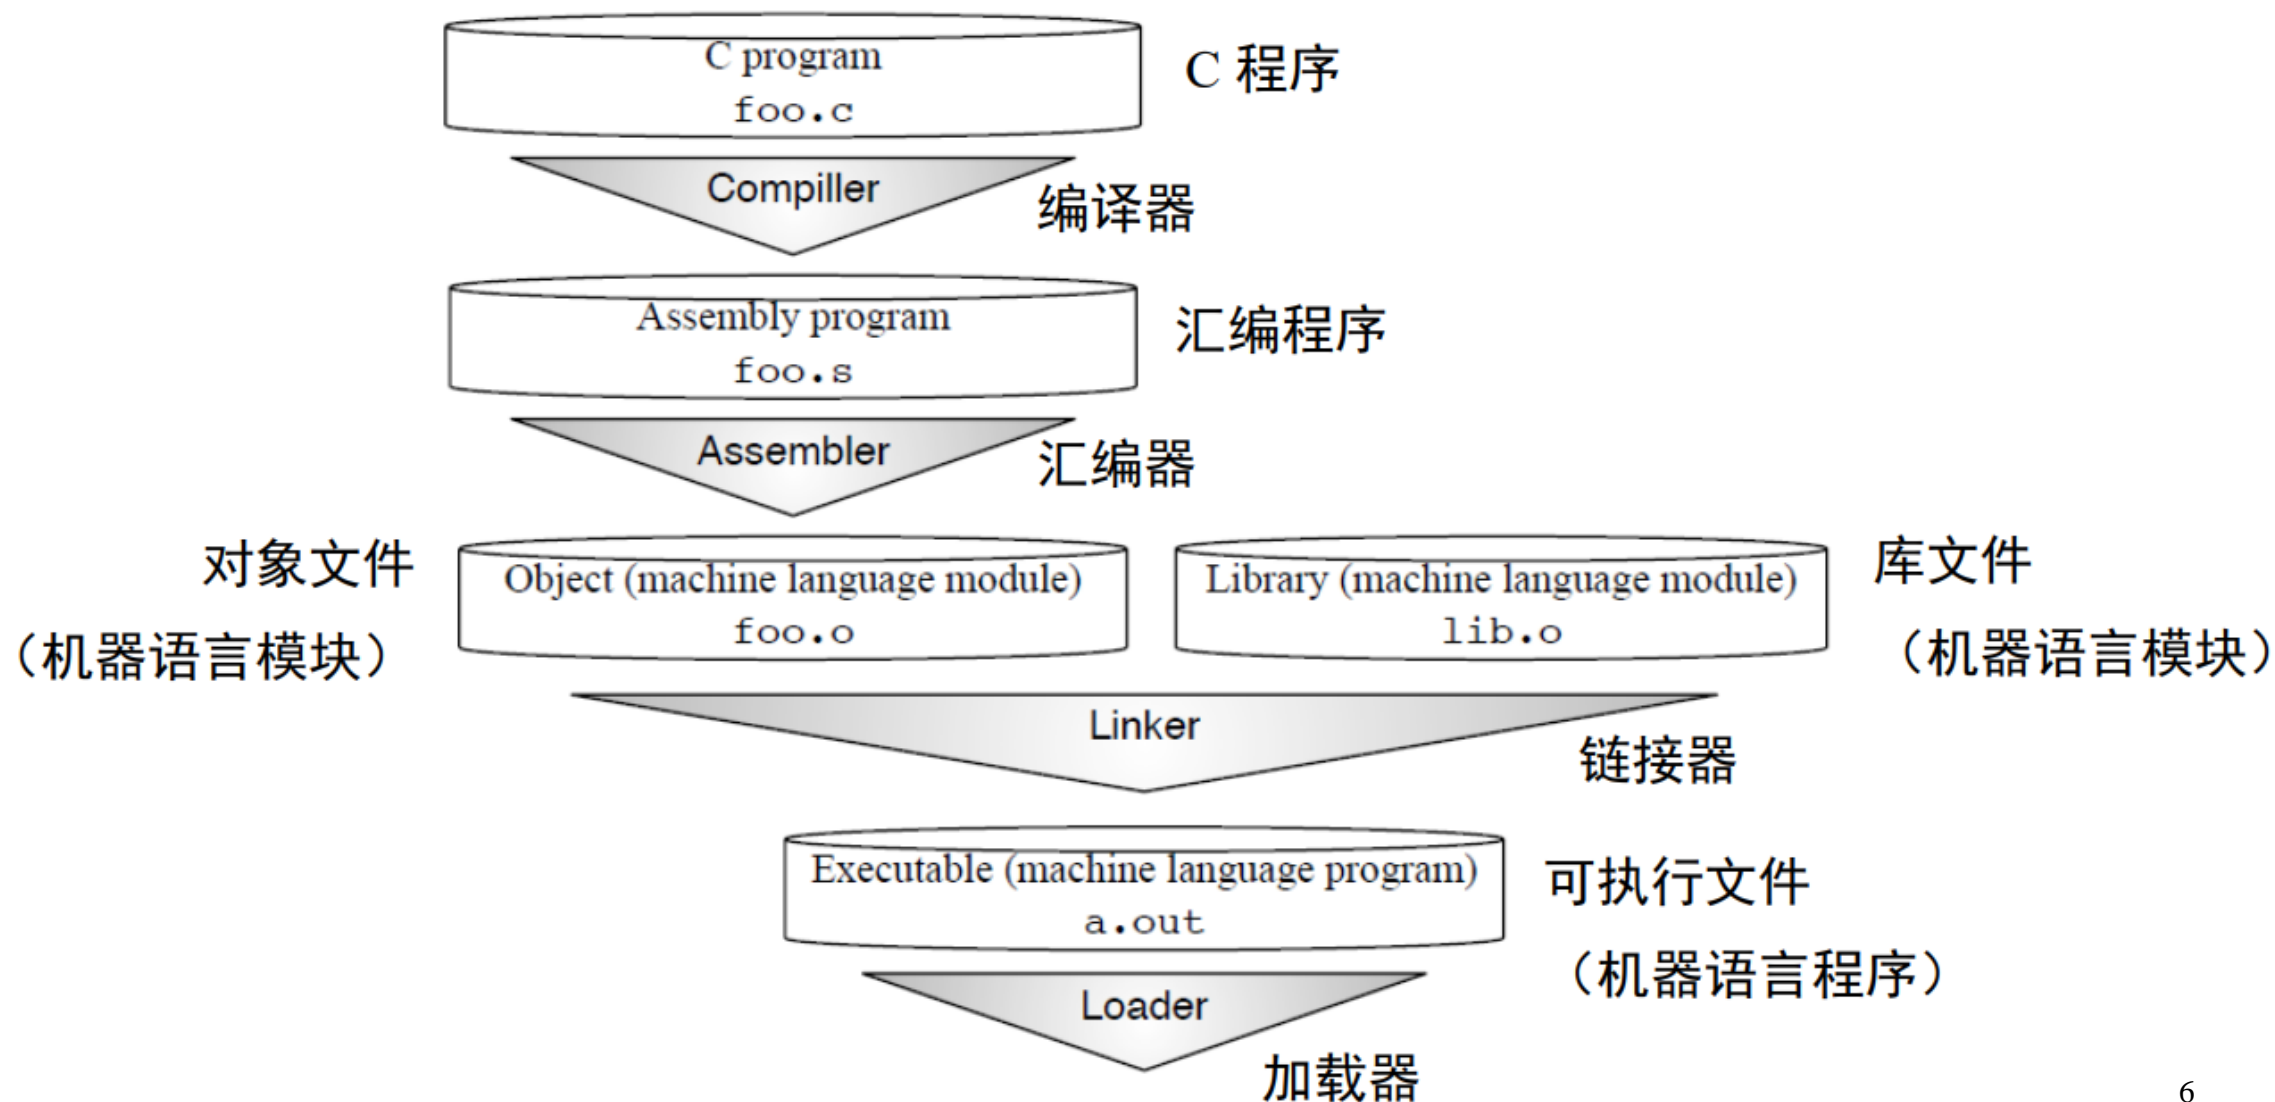 C program
foo.c
C 程序
Compiller
编译器
Assembly program
foo.s
汇编程序
Assembler
汇编器
对象文件
（机器语言模块）
Object (machine language module)
foo.o
Library (machine language module)
lib.o
库文件
（机器语言模块）
Linker
链接器
Executable (machine language program)
a.out
可执行文件
（机器语言程序）
Loader
加载器
6